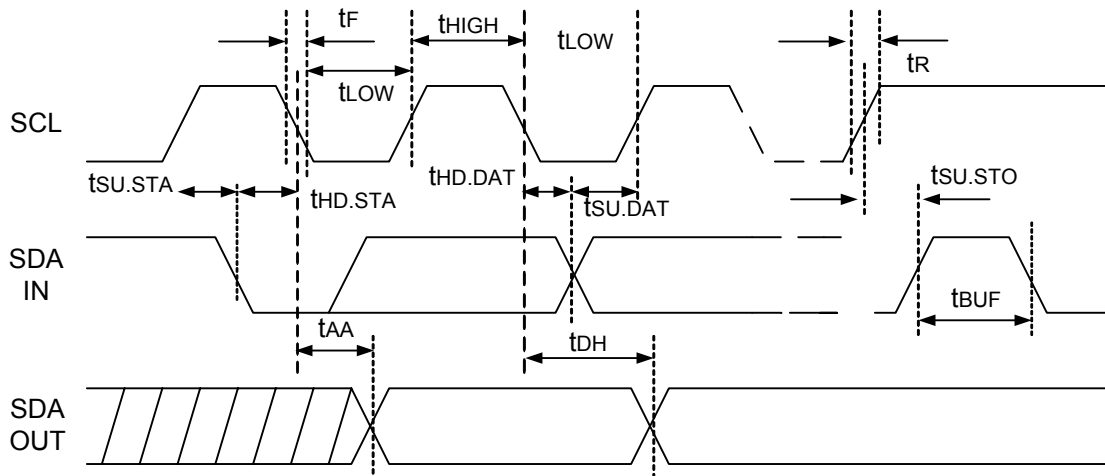 tF
tHIGH
tLOW
tR
tLOW
SCL
tSU.STA
tHD.STA
tHD.DAT
tSU.DAT
tSU.STO
SDA
IN
tBUF
tAA
tDH
SDA
OUT